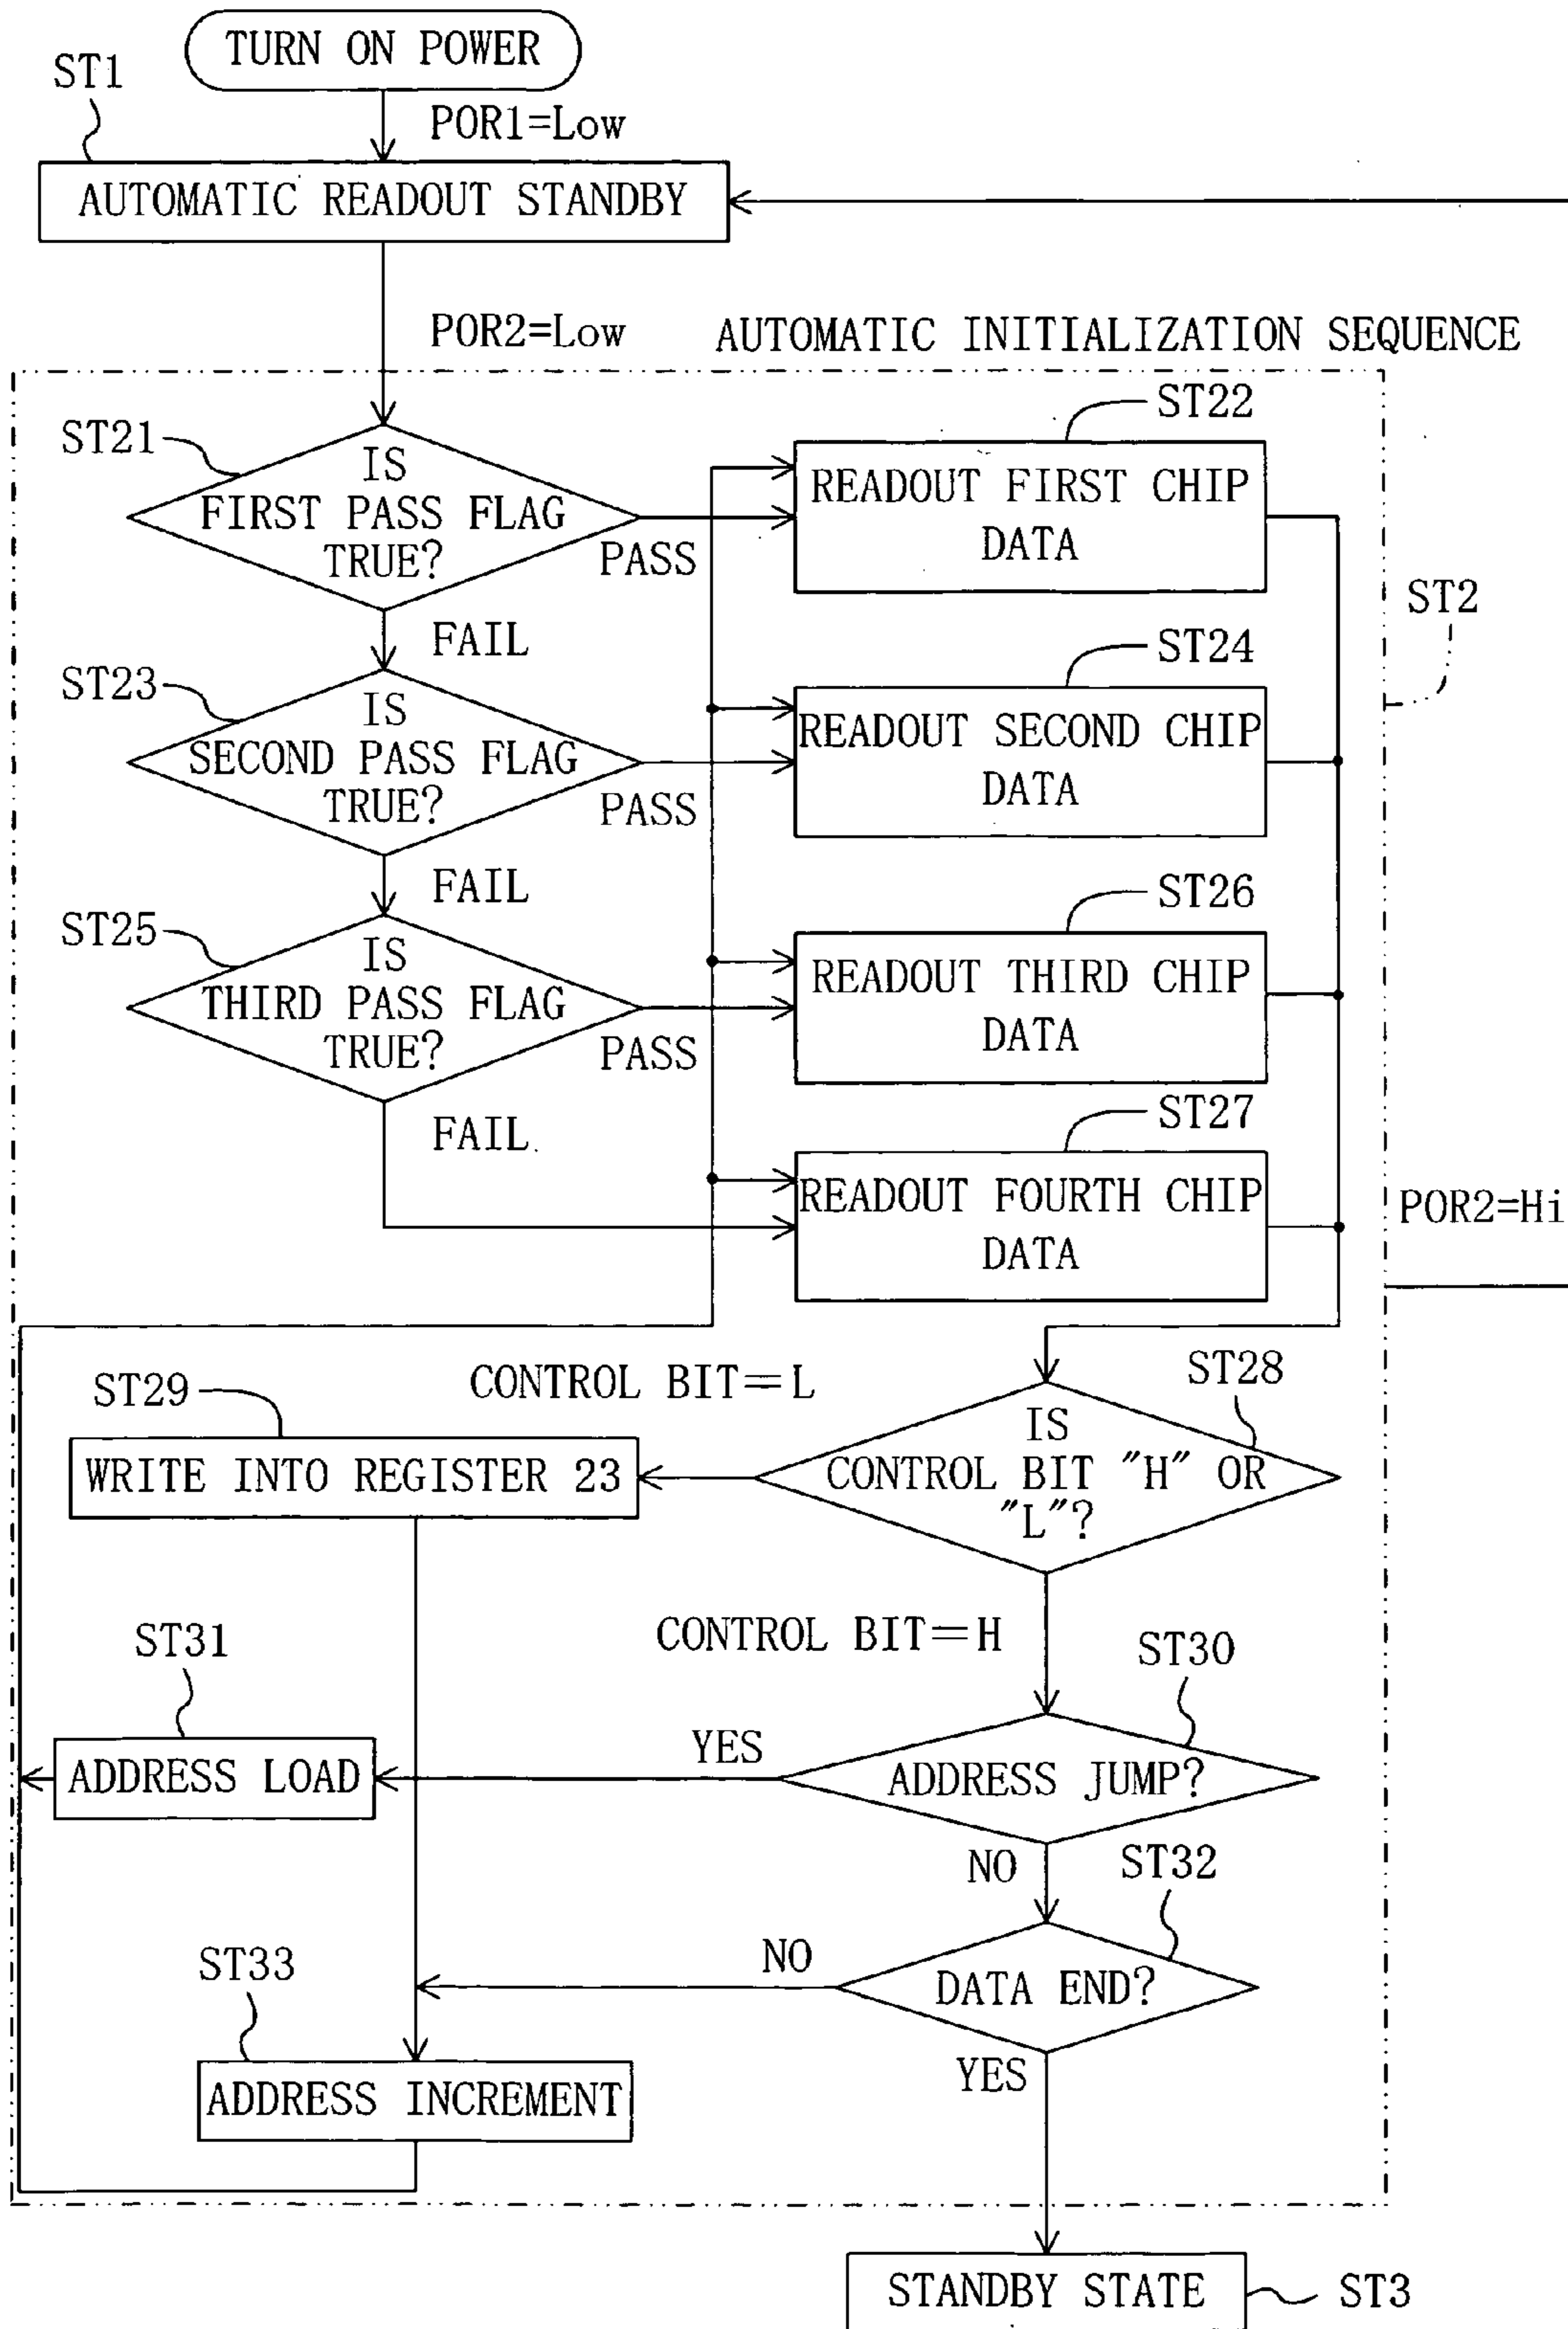 TURN ON POWER
ST1
POR1=Low
AUTOMATIC READOUT STANDBY
POR2=Low
AUTOMATIC INITIALIZATION SEQUENCE
ST21
IS
FIRST PASS FLAG
TRUE?
PASS
ST22
READOUT FIRST CHIP
DATA
ST2
FAIL
ST23
IS
SECOND PASS FLAG
TRUE?
PASS
ST24
READOUT SECOND CHIP
DATA
FAIL
ST25
IS
THIRD PASS FLAG
TRUE?
PASS
ST26
READOUT THIRD CHIP
DATA
FAIL
ST27
READOUT FOURTH CHIP
DATA
POR2=Hi
ST29
CONTROL BIT=L
ST28
WRITE INTO REGISTER 23
IS
CONTROL BIT "H" OR
"L"?
CONTROL BIT=H
ST31
ST30
YES
ADDRESS LOAD
ADDRESS JUMP?
NO
ST32
ST33
NO
DATA END?
YES
ADDRESS INCREMENT
STANDBY STATE
ST3